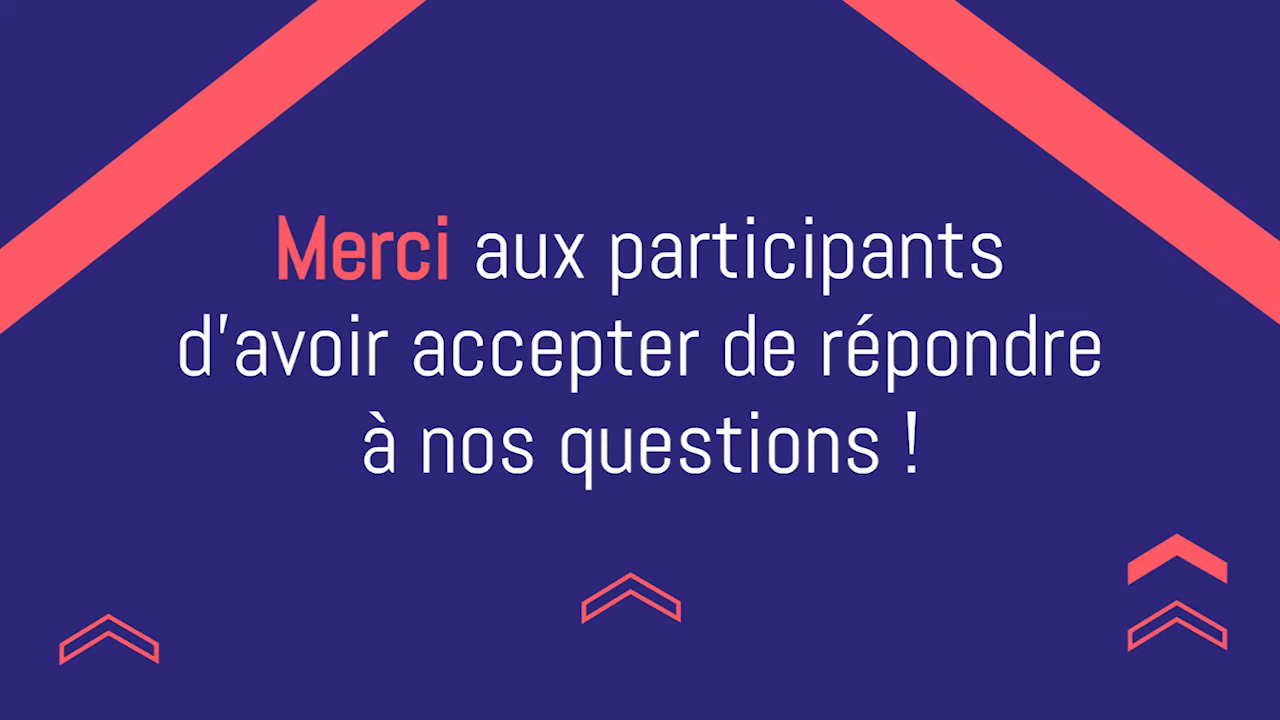 Merci aux participants
d'avoir accepter de répondre
à nos questions !